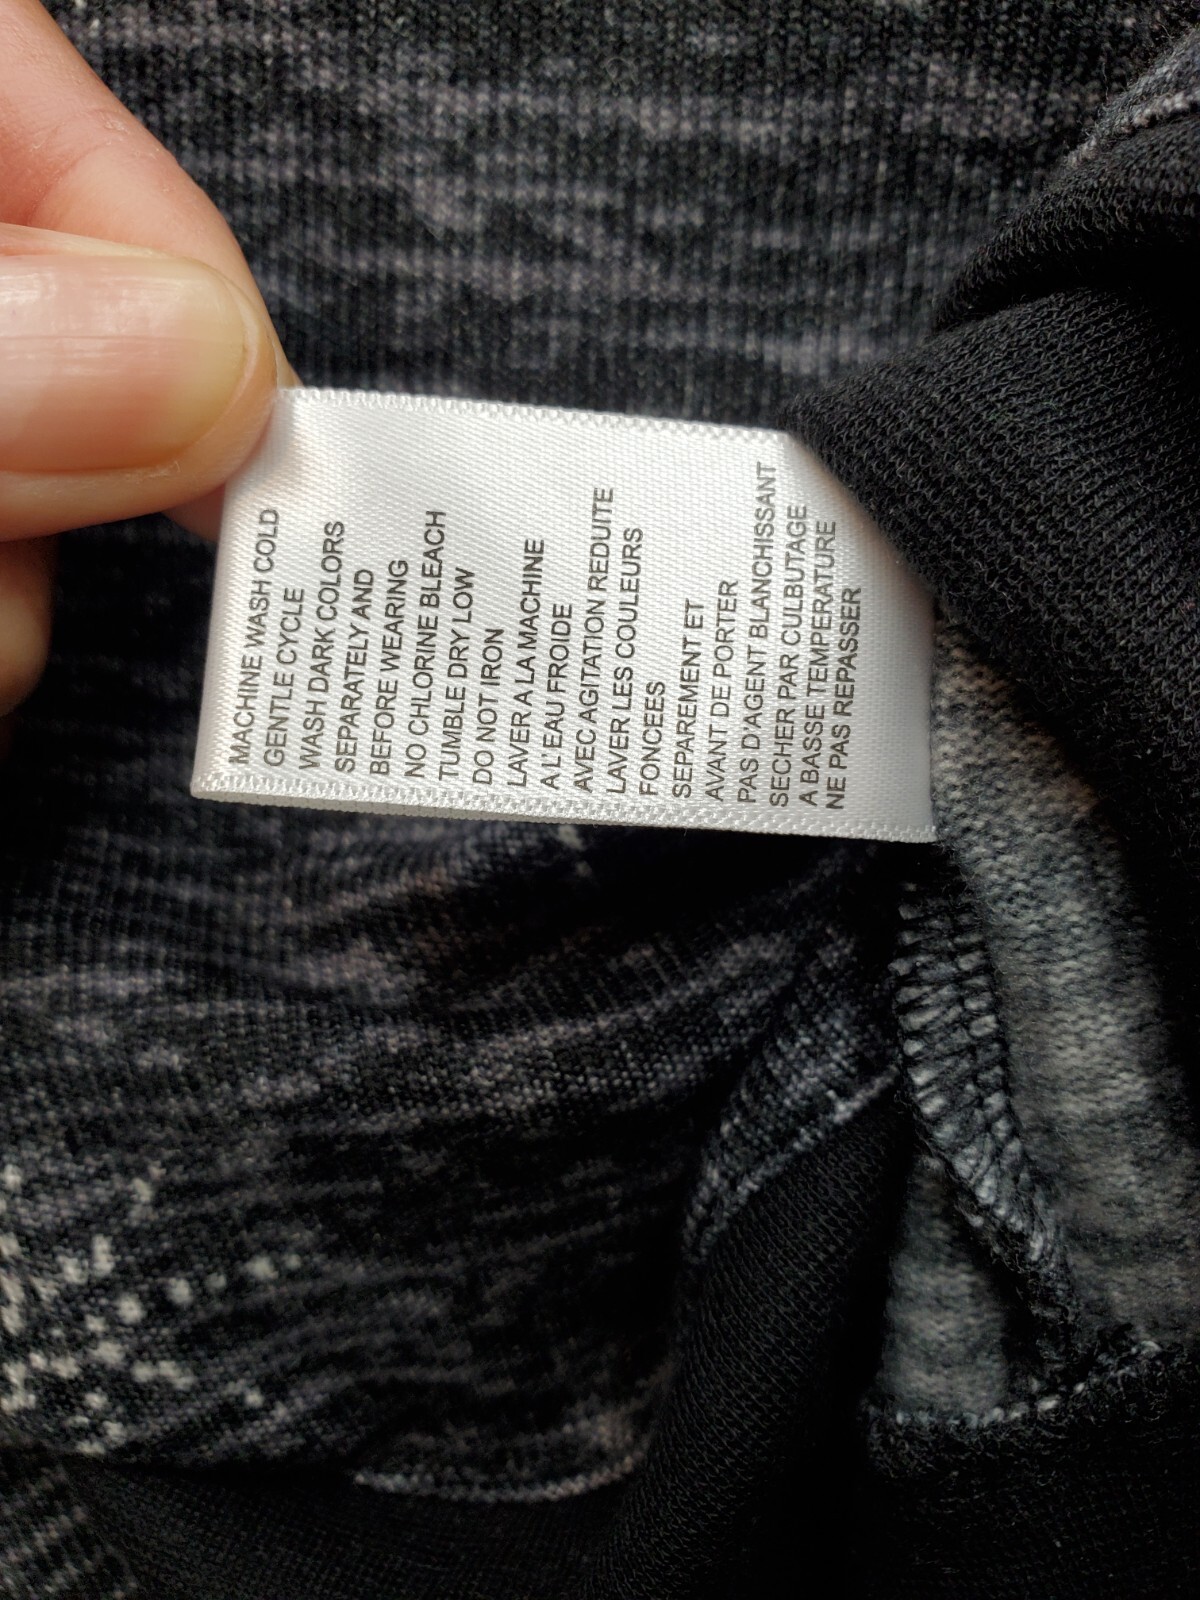 MACHINE WASH COLD
GENTLE CYCLE
WASH DARK COLORS
SEPARATELY AND
BEFORE WEARING
NO CHLORINE BLEACH
TUMBLE DRY LOW
DO NOT IRON
LAVER A LA MACHINE
A L'EAU FROIDE
AVEC AGITATION REDUITE
LAVER LES COULEURS
FONCEES
SEPAREMENT ET
AVANT DE PORTER
PAS D'AGENT BLANCHISSANT
SECHER PAR CULBUTAGE
A BASSE TEMPERATURE
NE PAS REPASSER